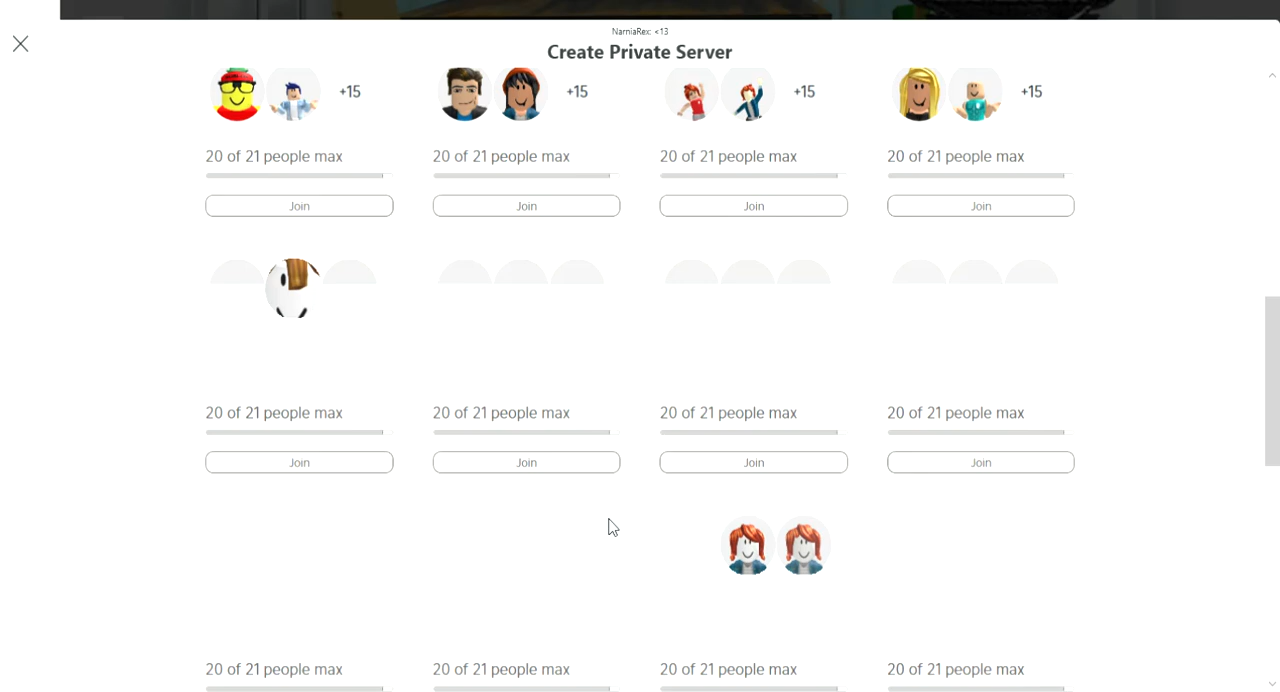 NarniaRex: <13
Create Private Server
+15 +15 +15 +15
20 of 21 people max 20 of 21 people max 20 of 21 people max 20 of 21 people max
Join Join Join Join
20 of 21 people max 20 of 21 people max 20 of 21 people max 20 of 21 people max
Join Join Join Join
20 of 21 people max 20 of 21 people max 20 of 21 people max 20 of 21 people max